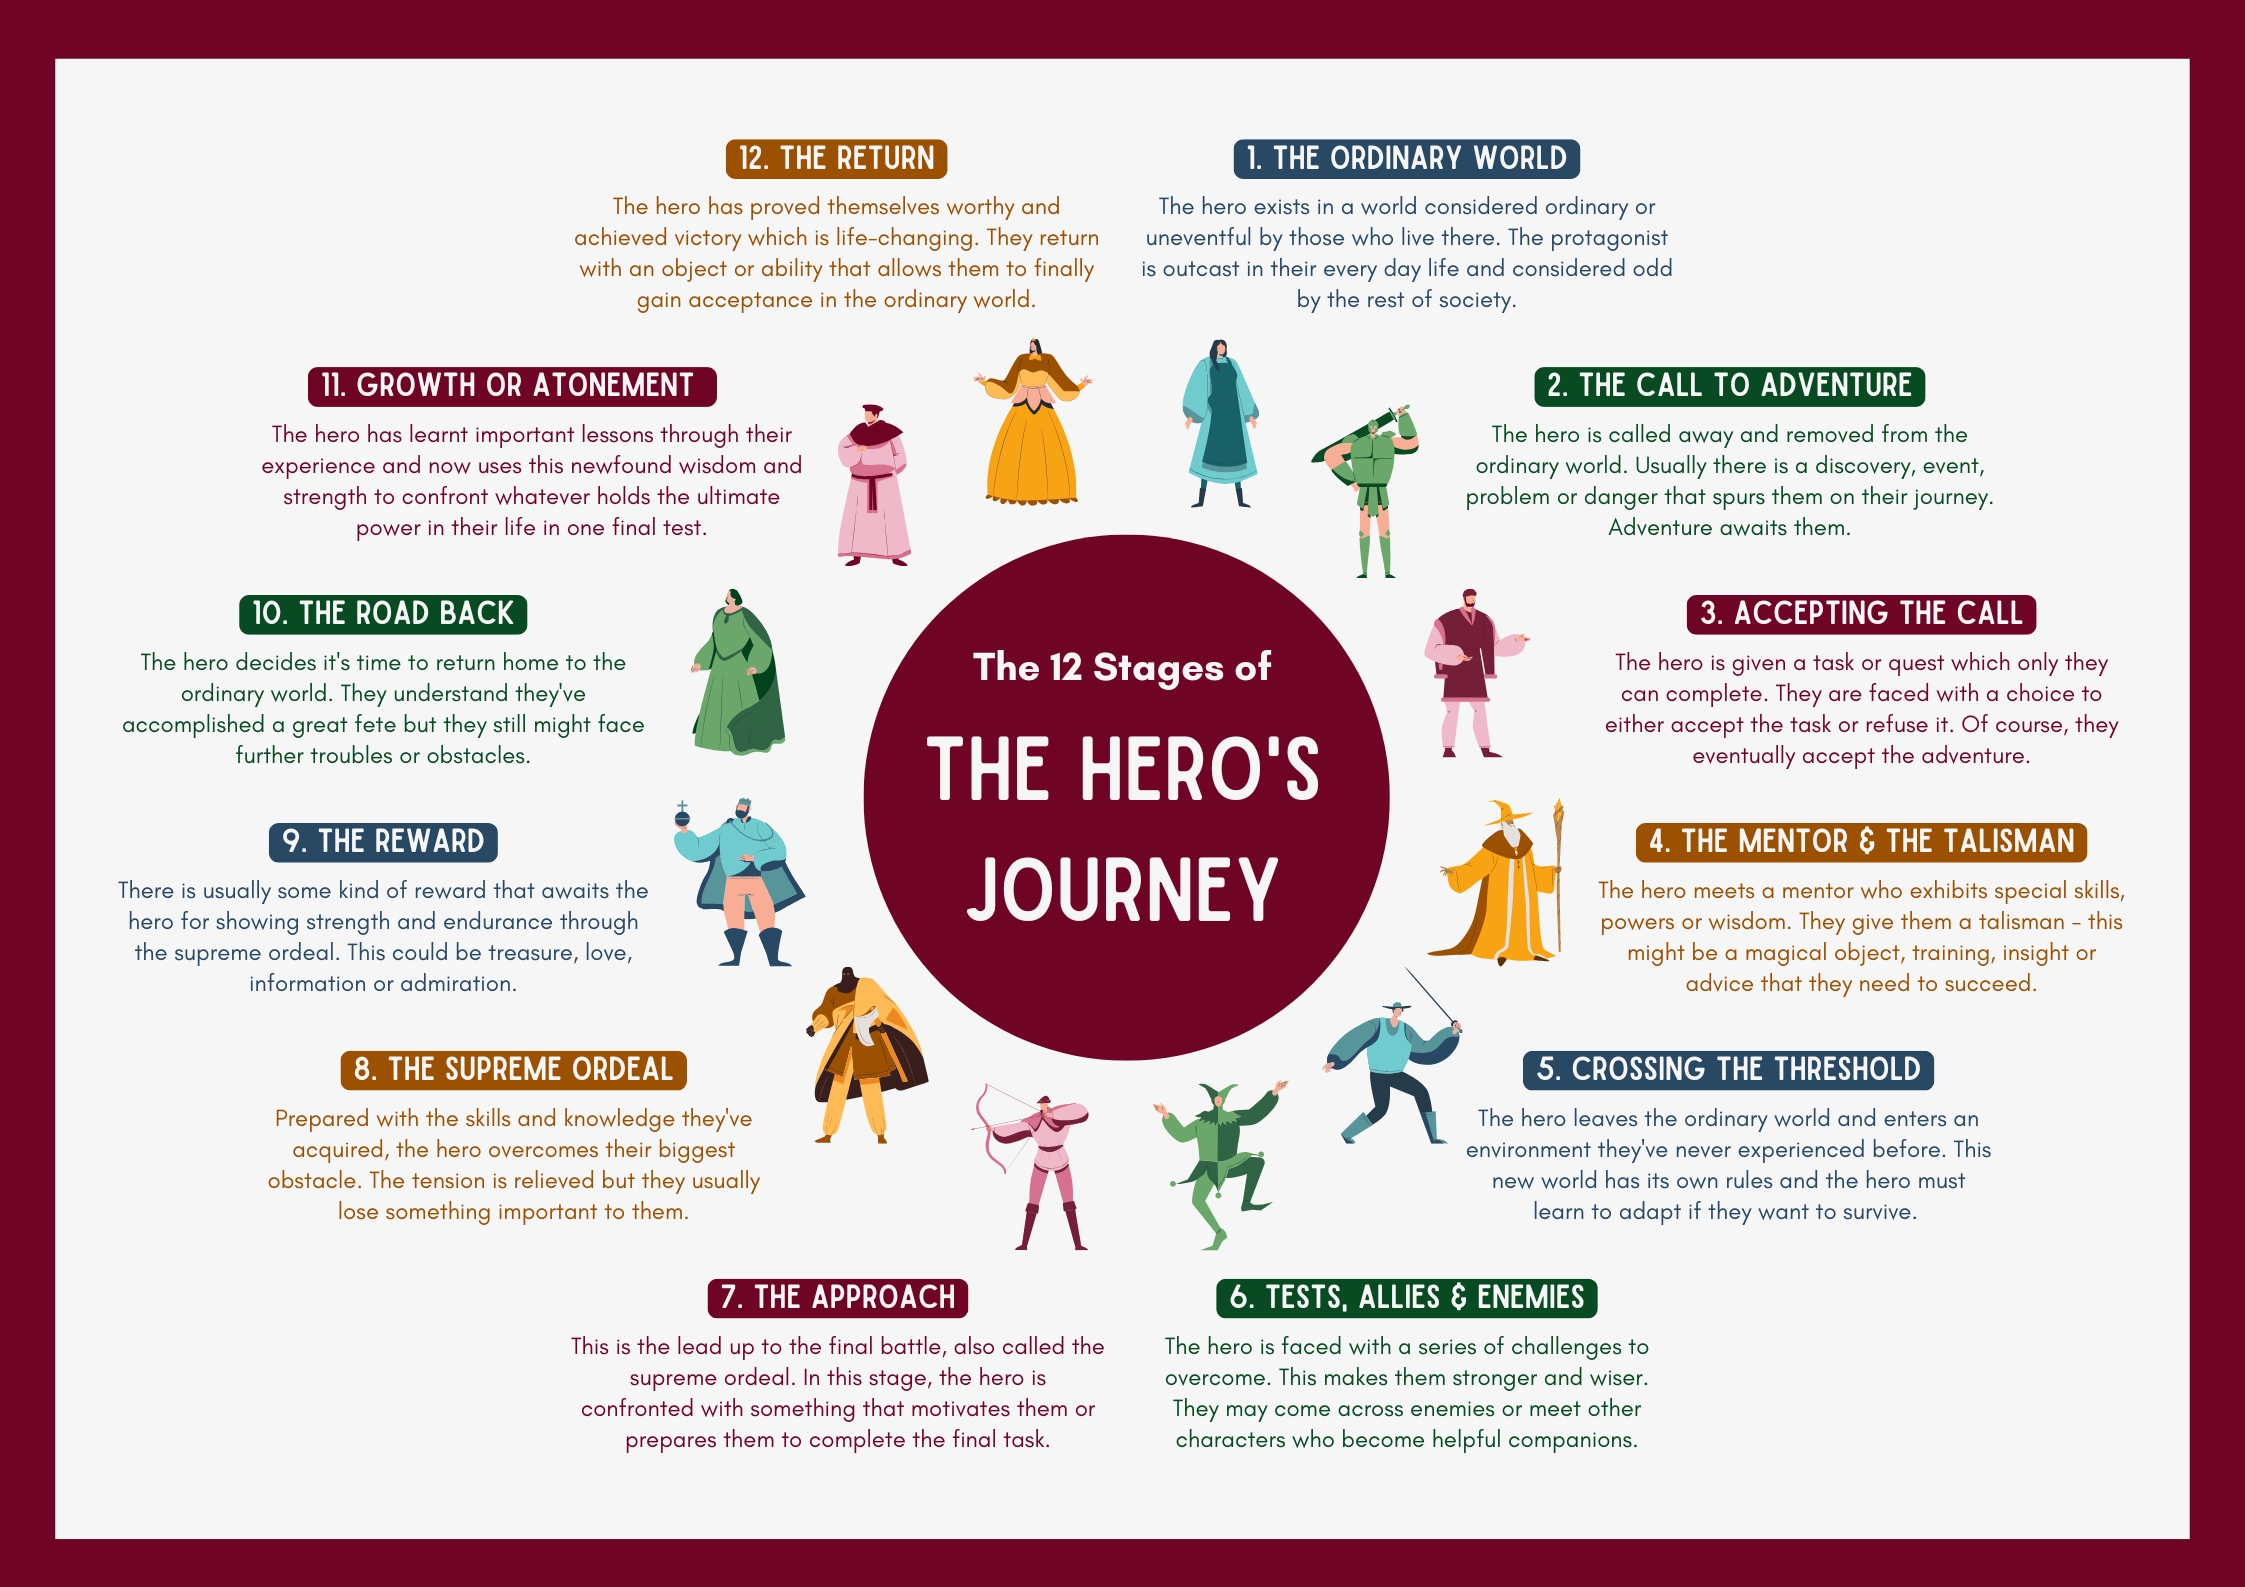 The 12 Stages of
THE HERO'S
JOURNEY
1. THE ORDINARY WORLD
The hero exists in a world considered ordinary or
uneventful by those who live there. The protagonist
is outcast in their every day life and considered odd
by the rest of society.
2. THE CALL TO ADVENTURE
The hero is called away and removed from the
ordinary world. Usually there is a discovery, event,
problem or danger that spurs them on their journey.
Adventure awaits them.
3. ACCEPTING THE CALL
The hero is given a task or quest which only they
can complete. They are faced with a choice to
either accept the task or refuse it. Of course, they
eventually accept the adventure.
4. THE MENTOR & THE TALISMAN
The hero meets a mentor who exhibits special skills,
powers or wisdom. They give them a talisman - this
might be a magical object, training, insight or
advice that they need to succeed.
5. CROSSING THE THRESHOLD
The hero leaves the ordinary world and enters an
environment they've never experienced before. This
new world has its own rules and the hero must
learn to adapt if they want to survive.
6. TESTS, ALLIES & ENEMIES
The hero is faced with a series of challenges to
overcome. This makes them stronger and wiser.
They may come across enemies or meet other
characters who become helpful companions.
7. THE APPROACH
This is the lead up to the final battle, also called the
supreme ordeal. In this stage, the hero is
confronted with something that motivates them or
prepares them to complete the final task.
8. THE SUPREME ORDEAL
Prepared with the skills and knowledge they've
acquired, the hero overcomes their biggest
obstacle. The tension is relieved but they usually
lose something important to them.
9. THE REWARD
There is usually some kind of reward that awaits the
hero for showing strength and endurance through
the supreme ordeal. This could be treasure, love,
information or admiration.
10. THE ROAD BACK
The hero decides it's time to return home to the
ordinary world. They understand they've
accomplished a great fete but they still might face
further troubles or obstacles.
11. GROWTH OR ATONEMENT
The hero has learnt important lessons through their
experience and now uses this newfound wisdom and
strength to confront whatever holds the ultimate
power in their life in one final test.
12. THE RETURN
The hero has proved themselves worthy and
achieved victory which is life-changing. They return
with an object or ability that allows them to finally
gain acceptance in the ordinary world.